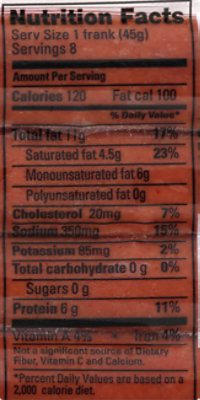 Nutrition Facts
Serv Size 1 frank (45g)
Servings 8
Amount Per Serving
Calories 120 Fat cal 100
% Daily Value*
Total fat 11g 17%
Saturated fat 4.5g 23%
Monounsaturated fat 6g
Polyunsaturated fat 0g
Cholesterol 20mg 7%
Sodium 350mg 15%
Potassium 85mg 2%
Total carbohydrate 0 g 0%
Sugars 0 g
Protein 6 g 11%
Vitamin A 4% • Iron 4%
Not a significant source of Dietary
Fiber, Vitamin C and Calcium.
*Percent Daily Values are based on a
2,000 calorie diet.